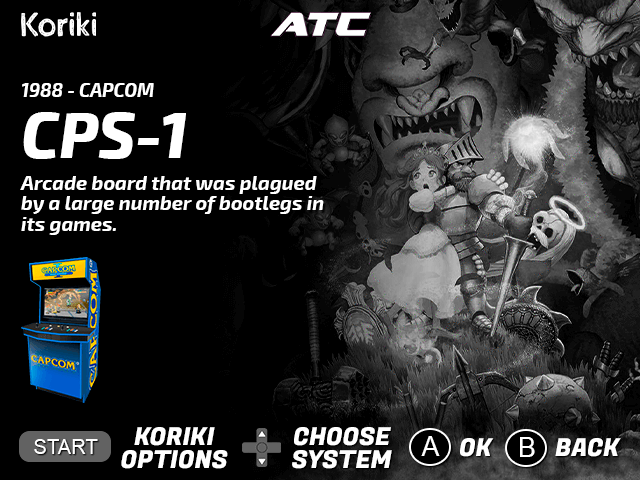 Koriki
ATC
1988 - CAPCOM
CPS-1
Arcade board that was plagued
by a large number of bootlegs in
its games.
CAPCOM
CAPCOM
CAPCOM
START
KORIKI
OPTIONS
CHOOSE
SYSTEM
A
OK
B
BACK